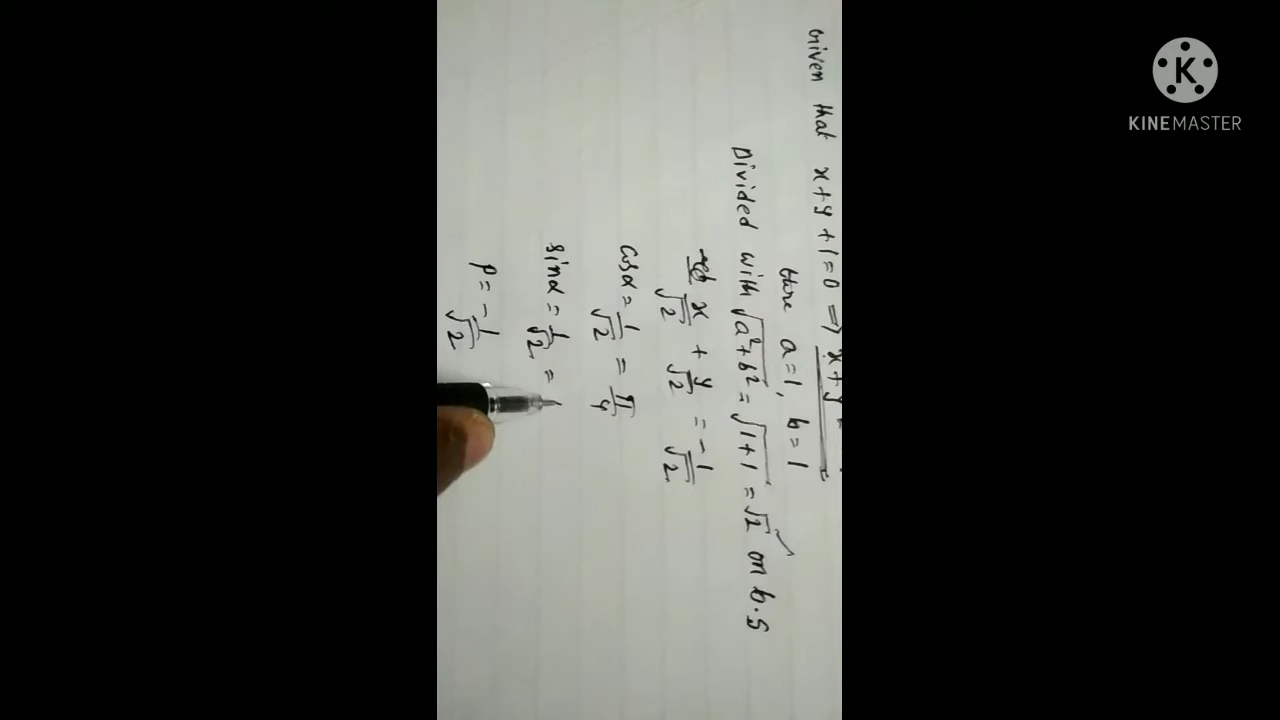 Given that x+y+1=0 ⇒ x+y =
Here a=1, b=1
Divided with √a²+b² = √1+1 = √2 on b.s
x/√2 + y/√2 = -1/√2
cosα = 1/√2 = π/4
sinα = 1/√2 =
P = -1/√2
KINEMASTER